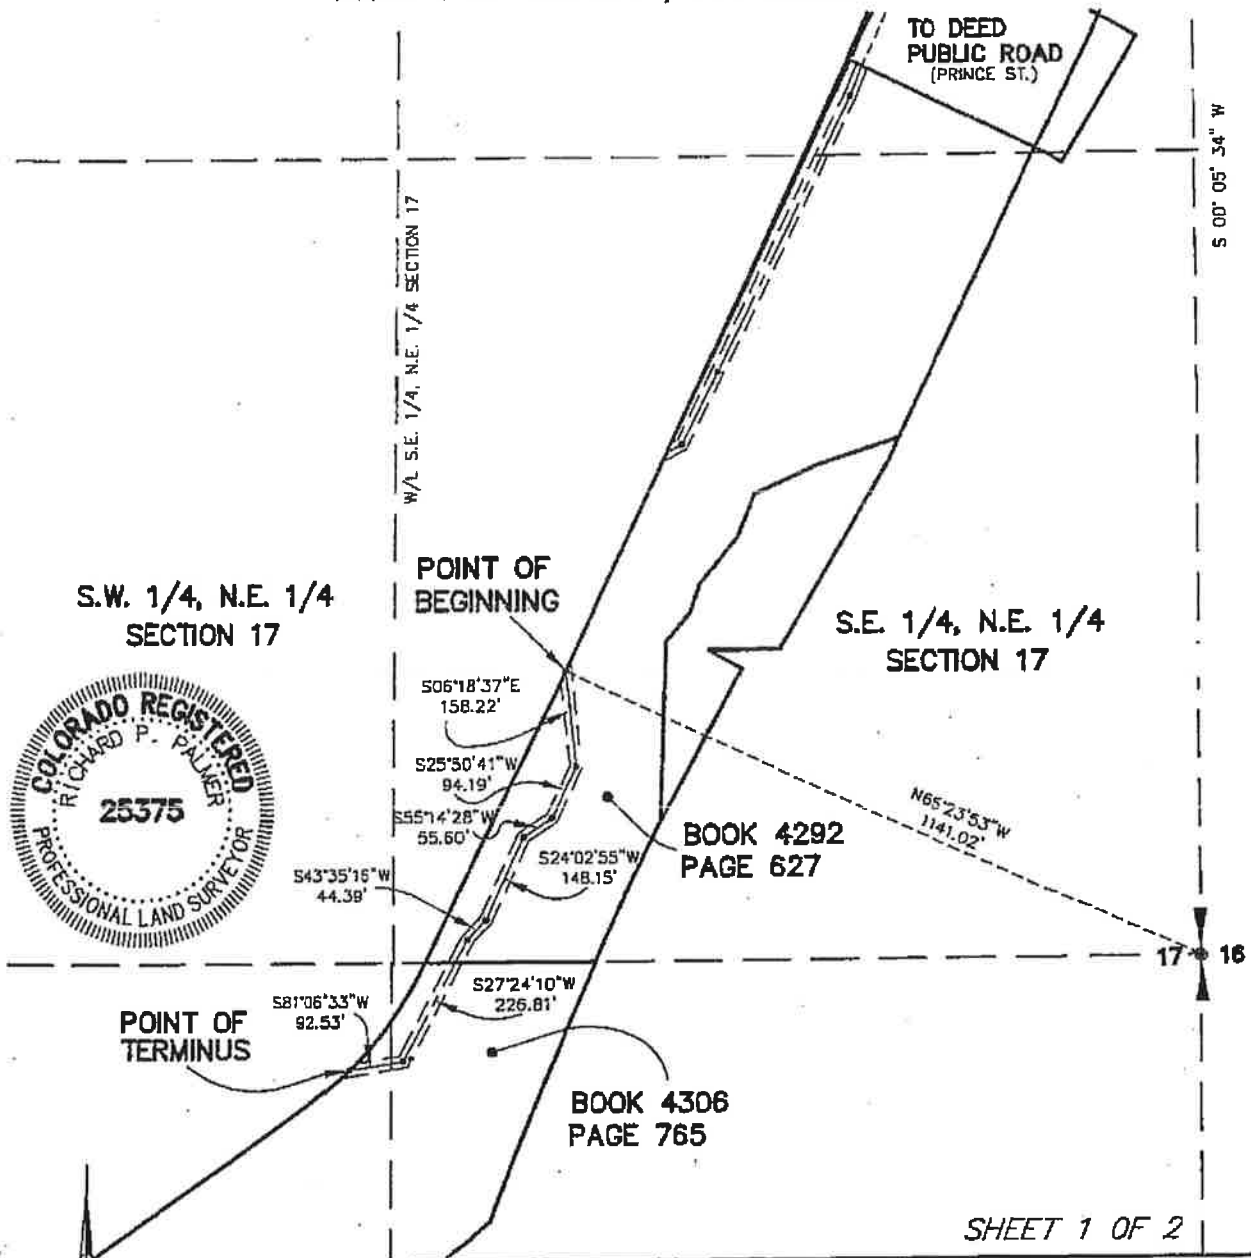 TO DEED
PUBLIC ROAD
(PRINCE ST.)
S 00° 05' 34" W
W/L S.E. 1/4, N.E. 1/4 SECTION 17
S.W. 1/4, N.E. 1/4
SECTION 17
POINT OF
BEGINNING
S.E. 1/4, N.E. 1/4
SECTION 17
COLORADO REGISTERED
RICHARD P. PALMER
25375
PROFESSIONAL LAND SURVEYOR
S06°18'37"E
158.22'
S25°50'41"W
94.19'
S55°14'28"W
55.60'
S24°02'55"W
148.15'
S43°35'16"W
44.39'
BOOK 4292
PAGE 627
N65°23'53"W
1141.02'
17 16
S27°24'10"W
226.81'
S81°06'33"W
92.53'
POINT OF
TERMINUS
BOOK 4306
PAGE 765
SHEET 1 OF 2